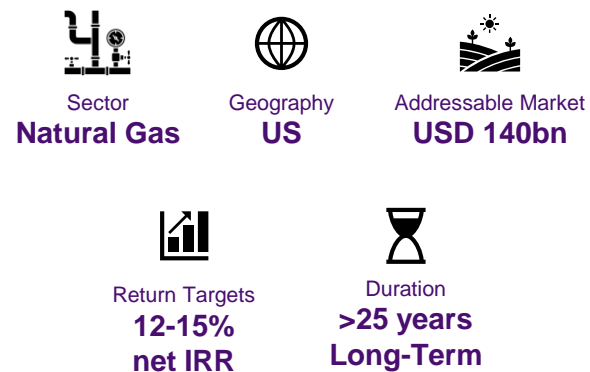 Sector
Natural Gas
Geography
US
Addressable Market
USD 140bn
Return Targets
12-15%
net IRR
Duration
>25 years
Long-Term